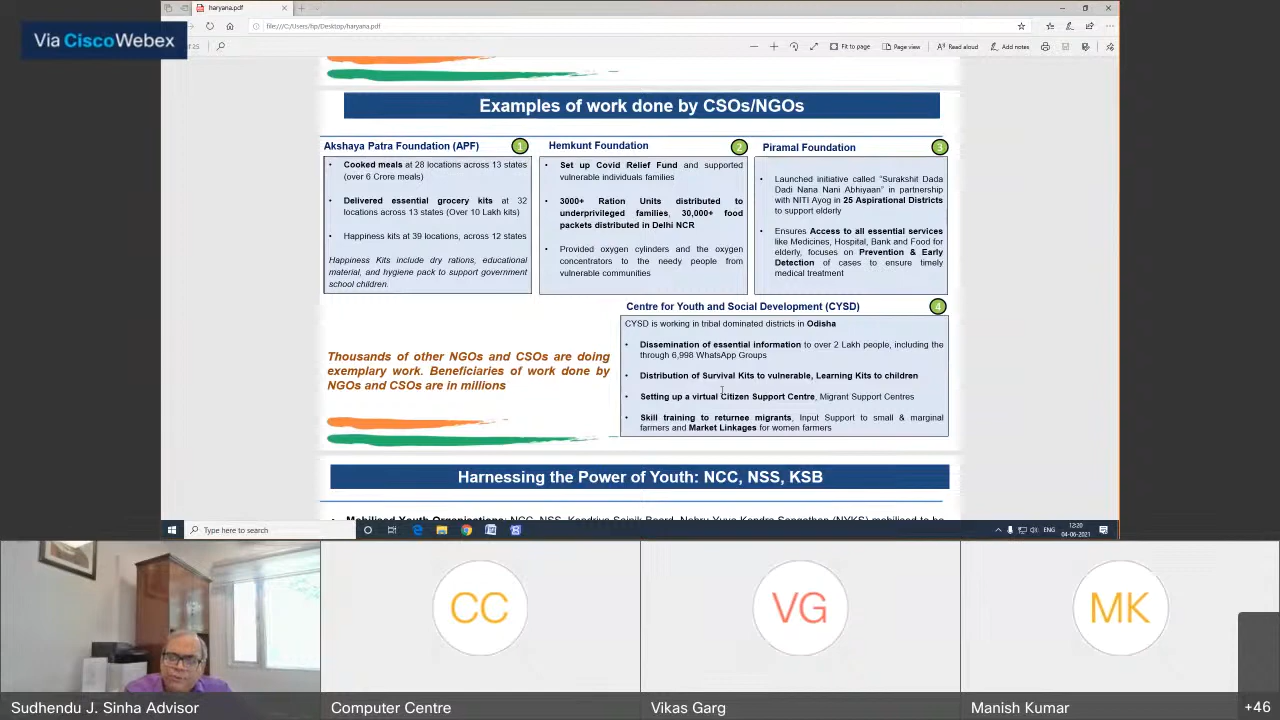 Via Cisco Webex
haryana.pdf
file:///C:/Users/hp/Desktop/haryana.pdf
Fit to page
Page view
Read aloud
Add notes
Examples of work done by CSOs/NGOs
Akshaya Patra Foundation (APF)
1
• Cooked meals at 28 locations across 13 states
(over 6 Crore meals)
• Delivered essential grocery kits at 32
locations across 13 states (Over 10 Lakh kits)
• Happiness kits at 39 locations, across 12 states
Happiness Kits include dry rations, educational
material, and hygiene pack to support government
school children.
Hemkunt Foundation
2
• Set up Covid Relief Fund and supported
vulnerable individuals families
• 3000+ Ration Units distributed to
underprivileged families, 30,000+ food
packets distributed in Delhi NCR
• Provided oxygen cylinders and the oxygen
concentrators to the needy people from
vulnerable communities
Piramal Foundation
3
• Launched initiative called "Surakshit Dada
Dadi Nana Nani Abhiyaan" in partnership
with NITI Ayog in 25 Aspirational Districts
to support elderly
• Ensures Access to all essential services
like Medicines, Hospital, Bank and Food for
elderly, focuses on Prevention & Early
Detection of cases to ensure timely
medical treatment
Centre for Youth and Social Development (CYSD)
4
CYSD is working in tribal dominated districts in Odisha
• Dissemination of essential information to over 2 Lakh people, including the
through 6,998 WhatsApp Groups
• Distribution of Survival Kits to vulnerable, Learning Kits to children
• Setting up a virtual Citizen Support Centre, Migrant Support Centres
• Skill training to returnee migrants, Input Support to small & marginal
farmers and Market Linkages for women farmers
Thousands of other NGOs and CSOs are doing
exemplary work. Beneficiaries of work done by
NGOs and CSOs are in millions
Harnessing the Power of Youth: NCC, NSS, KSB
Type here to search
ENG
12:20
04-06-2021
CC
VG
MK
Sudhendu J. Sinha Advisor
Computer Centre
Vikas Garg
Manish Kumar
+46